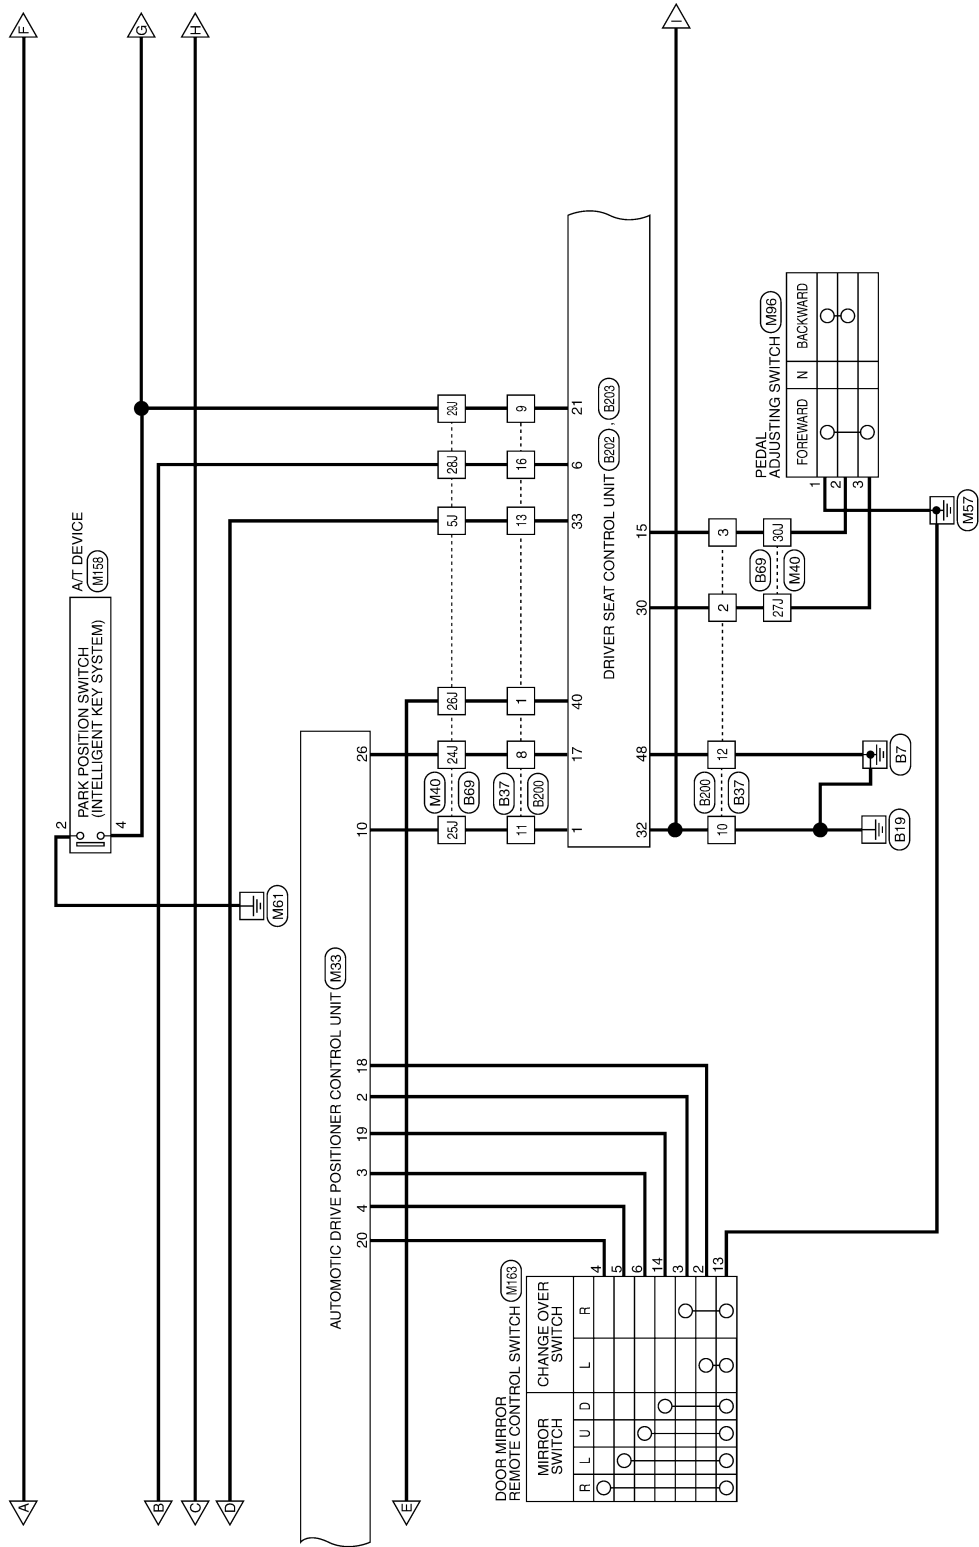 A
F
G
H
B
C
D
E
I
A/T DEVICE
M158
PARK POSITION SWITCH
(INTELLIGENT KEY SYSTEM)
2
4
M61
AUTOMOTIC DRIVE POSITIONER CONTROL UNIT M33
20
4
3
19
2
18
10
26
25J
24J
26J
5J
28J
29J
M40
B69
11
8
1
13
16
9
B37
B200
1
17
40
33
6
21
DRIVER SEAT CONTROL UNIT B202 , B203
32
48
30
15
10
12
2
3
B200
B37
27J
30J
B69
M40
B19
B7
PEDAL
ADJUSTING SWITCH M96
FOREWARD
N
BACKWARD
1
2
3
M57
DOOR MIRROR
REMOTE CONTROL SWITCH M163
MIRROR
SWITCH
CHANGE OVER
SWITCH
R
L
U
D
L
R
4
5
6
14
3
2
13